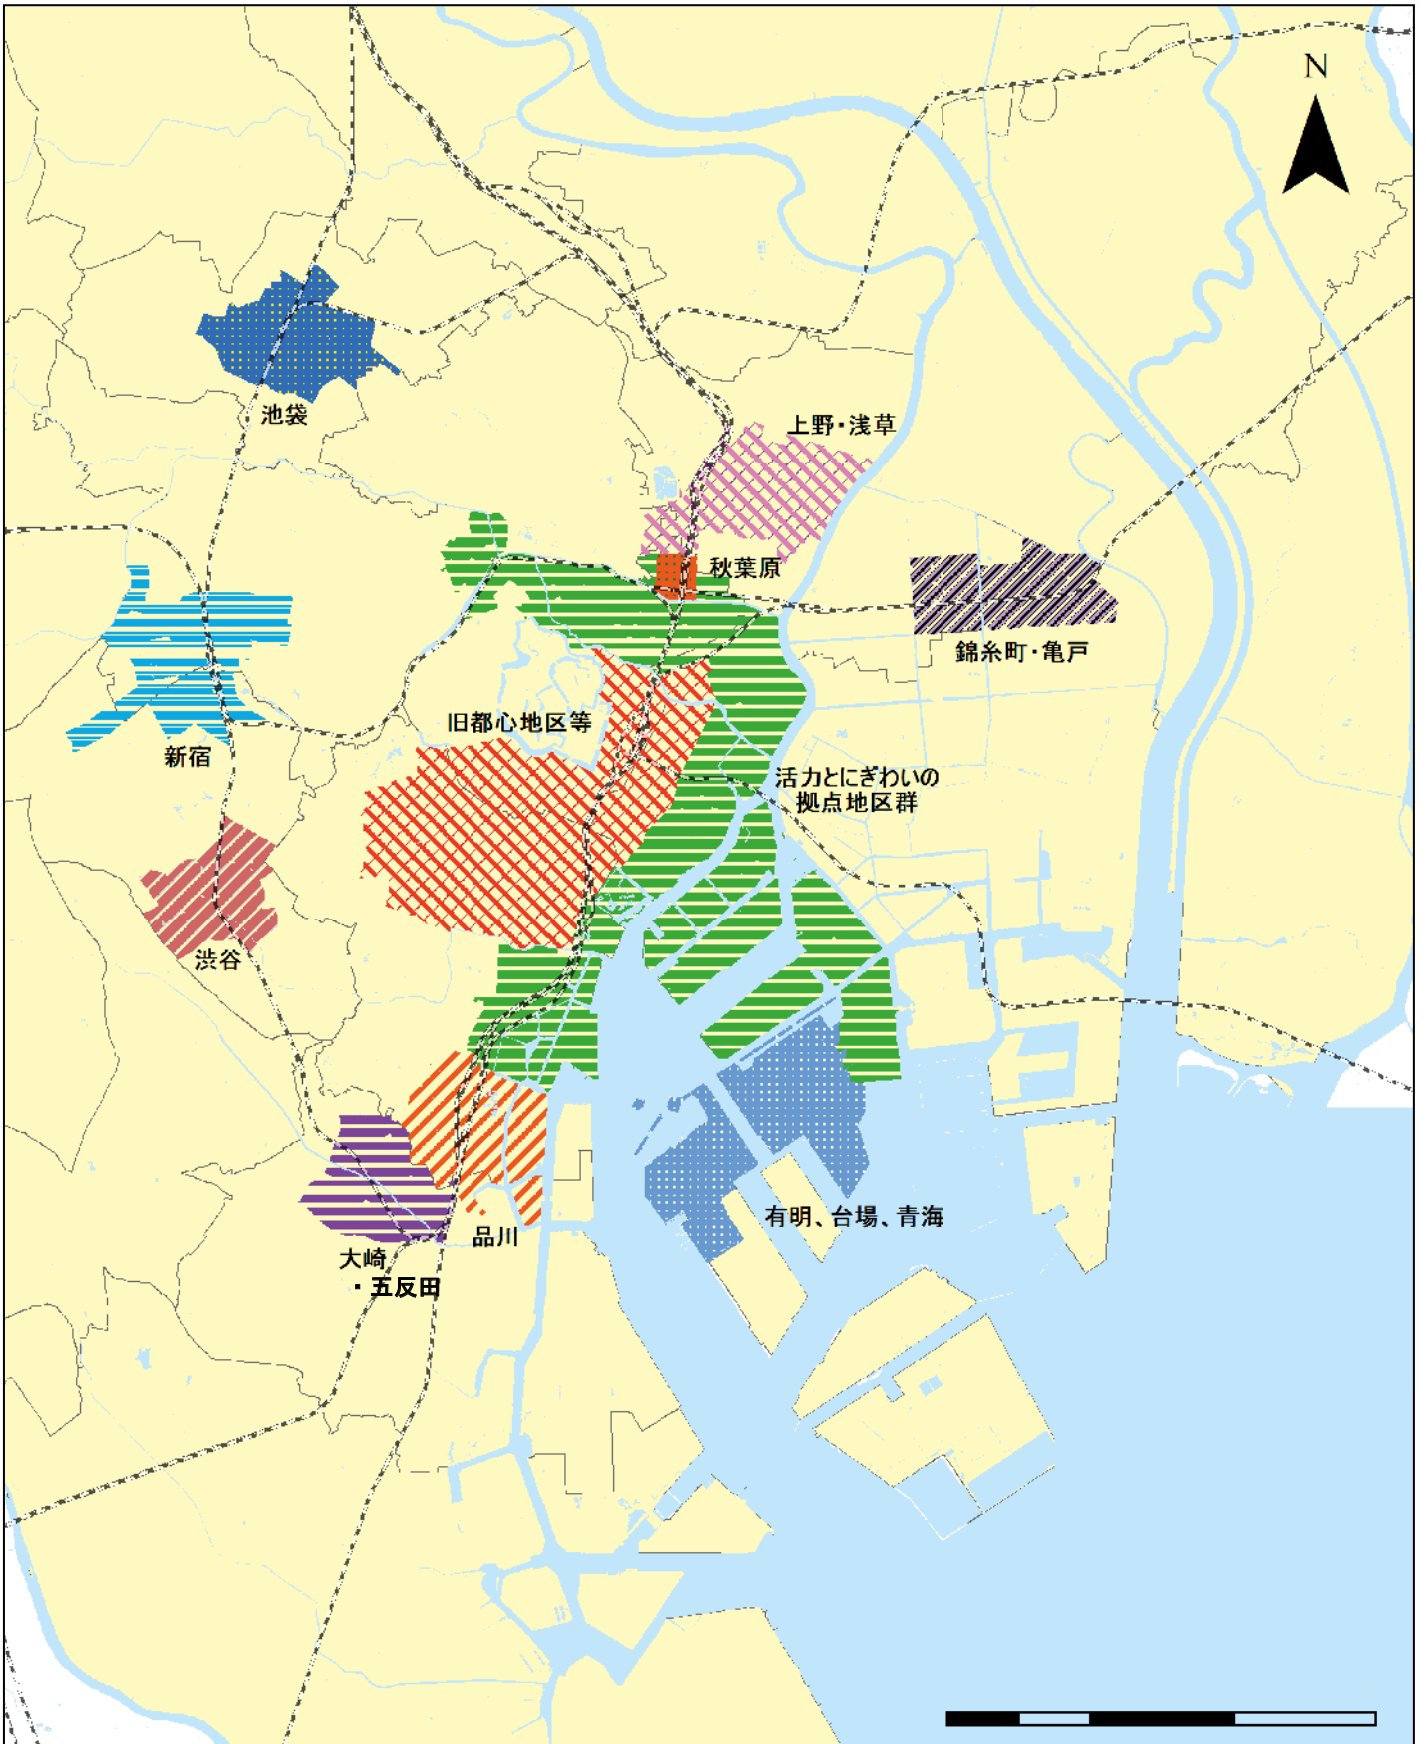 N
池袋
上野・浅草
秋葉原
錦糸町・亀戸
旧都心地区等
新宿
活力とにぎわいの
拠点地区群
渋谷
有明、台場、青海
品川
大崎
・五反田